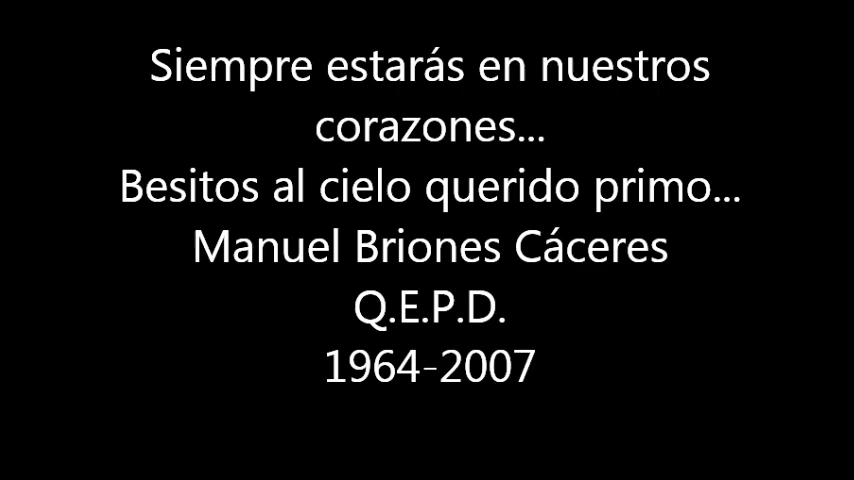 Siempre estarás en nuestros
corazones...
Besitos al cielo querido primo...
Manuel Briones Cáceres
Q.E.P.D.
1964-2007